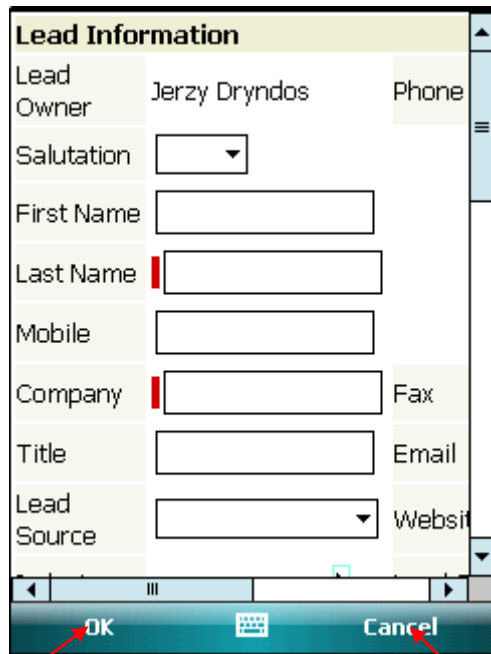 Lead Information
Lead Owner Jerzy Dryndos Phone
Salutation
First Name
Last Name
Mobile
Company Fax
Title Email
Lead Source Websit
OK Cancel